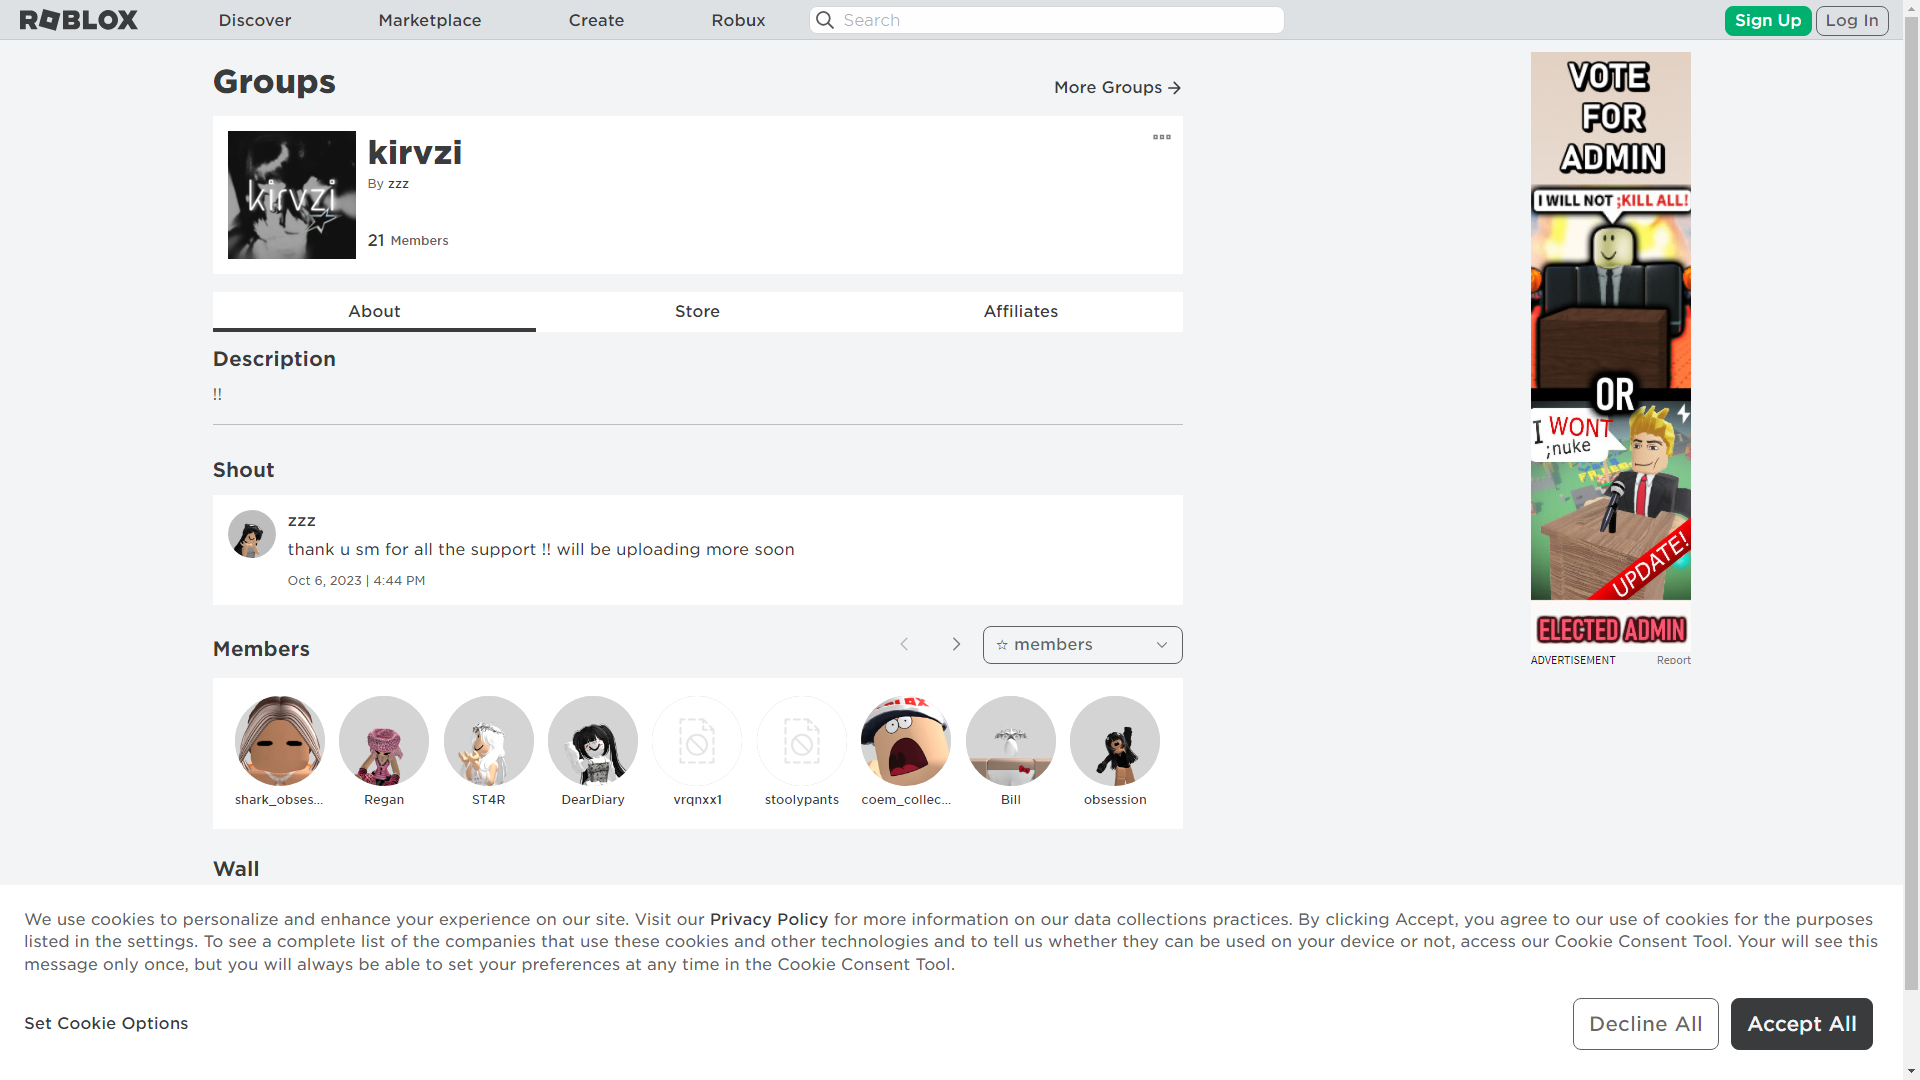 ROBLOX
Discover
Marketplace
Create
Robux
Search
Sign Up
Log In
Groups
More Groups
kirvzi
kirvzi
By zzz
21 Members
About
Store
Affiliates
Description
!!
Shout
zzz
thank u sm for all the support !! will be uploading more soon
Oct 6, 2023 | 4:44 PM
Members
☆ members
shark_obses...
Regan
ST4R
DearDiary
vrqnxx1
stoolypants
coem_collec...
Bill
obsession
Wall
VOTE
FOR
ADMIN
I WILL NOT ;KILL ALL!
OR
I WONT
;nuke
UPDATE!
ELECTED ADMIN
ADVERTISEMENT
Report
We use cookies to personalize and enhance your experience on our site. Visit our Privacy Policy for more information on our data collections practices. By clicking Accept, you agree to our use of cookies for the purposes
listed in the settings. To see a complete list of the companies that use these cookies and other technologies and to tell us whether they can be used on your device or not, access our Cookie Consent Tool. Your will see this
message only once, but you will always be able to set your preferences at any time in the Cookie Consent Tool.
Set Cookie Options
Decline All
Accept All